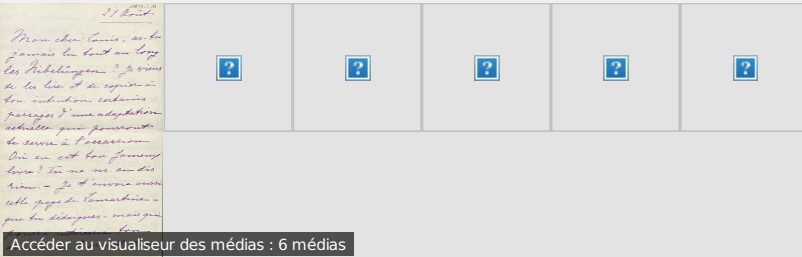 21 Août.
Mon cher Louis, as-tu
jamais lu tout au long
les Nibelungen ? Je viens
de les lire et de copier à
ton intention certains
passages d'une adaptation
actuelle qui pourront
te servir à l'occasion.
Où en est ton fameux
livre ? Tu ne m'en dis
rien. – Je t'envoie aussi
cette page de Lamartine –
que tu dédaignes – mais qui
ton
Accéder au visualiseur des médias : 6 médias